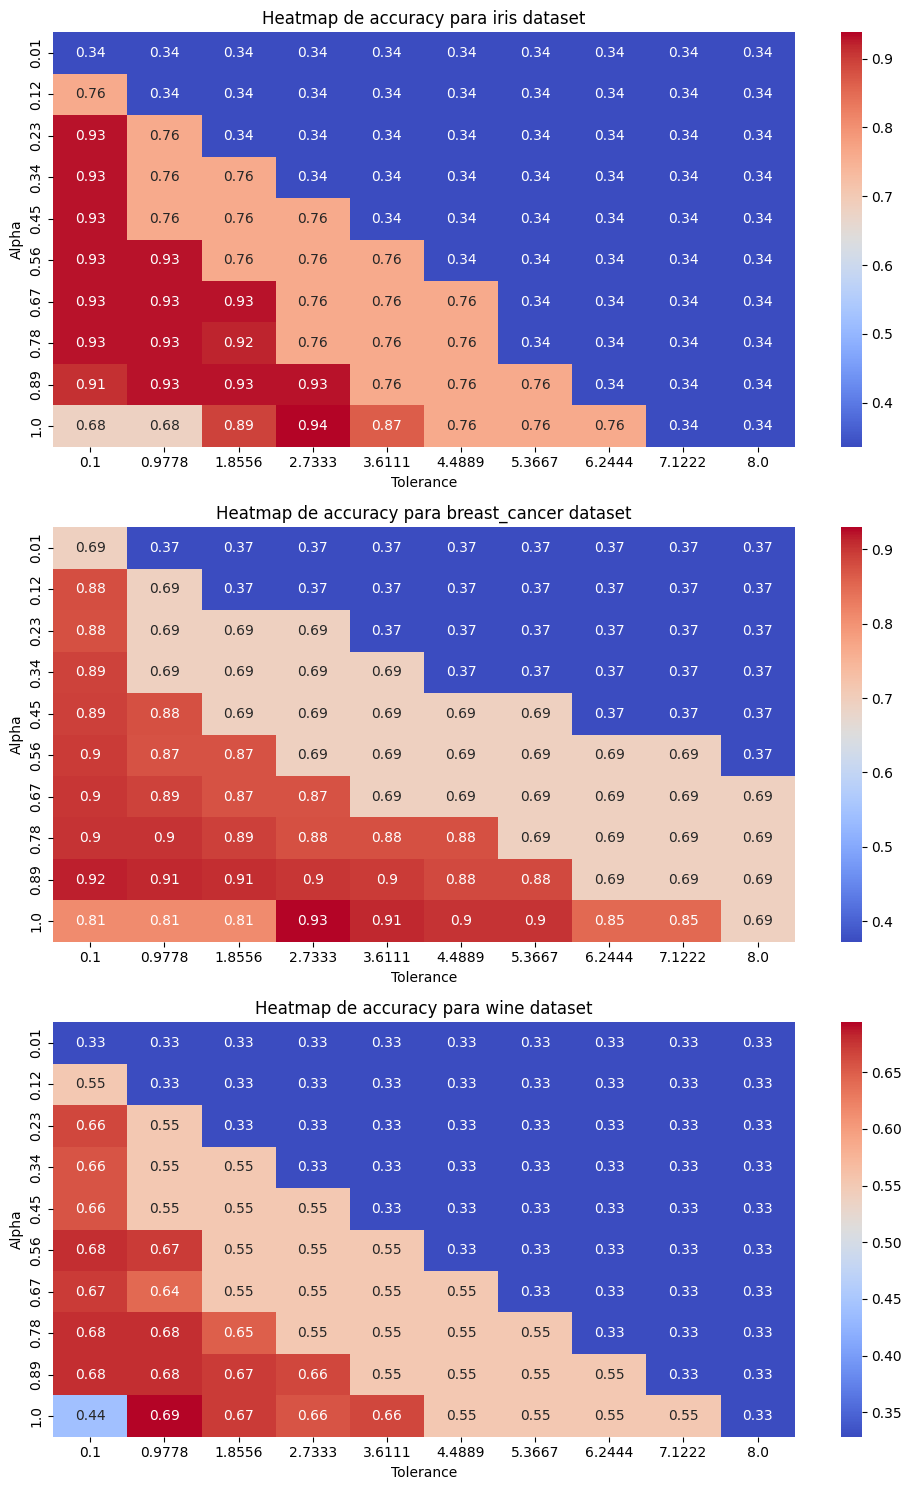 Heatmap de accuracy para iris dataset
0.01 0.34 0.34 0.34 0.34 0.34 0.34 0.34 0.34 0.34 0.34
0.12 0.76 0.34 0.34 0.34 0.34 0.34 0.34 0.34 0.34 0.34
0.23 0.93 0.76 0.34 0.34 0.34 0.34 0.34 0.34 0.34 0.34
0.34 0.93 0.76 0.76 0.34 0.34 0.34 0.34 0.34 0.34 0.34
0.45 0.93 0.76 0.76 0.76 0.34 0.34 0.34 0.34 0.34 0.34
0.56 0.93 0.93 0.76 0.76 0.76 0.34 0.34 0.34 0.34 0.34
0.67 0.93 0.93 0.93 0.76 0.76 0.76 0.34 0.34 0.34 0.34
0.78 0.93 0.93 0.92 0.76 0.76 0.76 0.34 0.34 0.34 0.34
0.89 0.91 0.93 0.93 0.93 0.76 0.76 0.76 0.34 0.34 0.34
1.0 0.68 0.68 0.89 0.94 0.87 0.76 0.76 0.76 0.34 0.34
Alpha
0.1 0.9778 1.8556 2.7333 3.6111 4.4889 5.3667 6.2444 7.1222 8.0
Tolerance
0.9
0.8
0.7
0.6
0.5
0.4
Heatmap de accuracy para breast_cancer dataset
0.01 0.69 0.37 0.37 0.37 0.37 0.37 0.37 0.37 0.37 0.37
0.12 0.88 0.69 0.37 0.37 0.37 0.37 0.37 0.37 0.37 0.37
0.23 0.88 0.69 0.69 0.69 0.37 0.37 0.37 0.37 0.37 0.37
0.34 0.89 0.69 0.69 0.69 0.69 0.37 0.37 0.37 0.37 0.37
0.45 0.89 0.88 0.69 0.69 0.69 0.69 0.69 0.37 0.37 0.37
0.56 0.9 0.87 0.87 0.69 0.69 0.69 0.69 0.69 0.69 0.37
0.67 0.9 0.89 0.87 0.87 0.69 0.69 0.69 0.69 0.69 0.69
0.78 0.9 0.9 0.89 0.88 0.88 0.88 0.69 0.69 0.69 0.69
0.89 0.92 0.91 0.91 0.9 0.9 0.88 0.88 0.69 0.69 0.69
1.0 0.81 0.81 0.81 0.93 0.91 0.9 0.9 0.85 0.85 0.69
Alpha
0.1 0.9778 1.8556 2.7333 3.6111 4.4889 5.3667 6.2444 7.1222 8.0
Tolerance
0.9
0.8
0.7
0.6
0.5
0.4
Heatmap de accuracy para wine dataset
0.01 0.33 0.33 0.33 0.33 0.33 0.33 0.33 0.33 0.33 0.33
0.12 0.55 0.33 0.33 0.33 0.33 0.33 0.33 0.33 0.33 0.33
0.23 0.66 0.55 0.33 0.33 0.33 0.33 0.33 0.33 0.33 0.33
0.34 0.66 0.55 0.55 0.33 0.33 0.33 0.33 0.33 0.33 0.33
0.45 0.66 0.55 0.55 0.55 0.33 0.33 0.33 0.33 0.33 0.33
0.56 0.68 0.67 0.55 0.55 0.55 0.33 0.33 0.33 0.33 0.33
0.67 0.67 0.64 0.55 0.55 0.55 0.55 0.33 0.33 0.33 0.33
0.78 0.68 0.68 0.65 0.55 0.55 0.55 0.55 0.33 0.33 0.33
0.89 0.68 0.68 0.67 0.66 0.55 0.55 0.55 0.55 0.33 0.33
1.0 0.44 0.69 0.67 0.66 0.66 0.55 0.55 0.55 0.55 0.33
Alpha
0.1 0.9778 1.8556 2.7333 3.6111 4.4889 5.3667 6.2444 7.1222 8.0
Tolerance
0.65
0.60
0.55
0.50
0.45
0.40
0.35